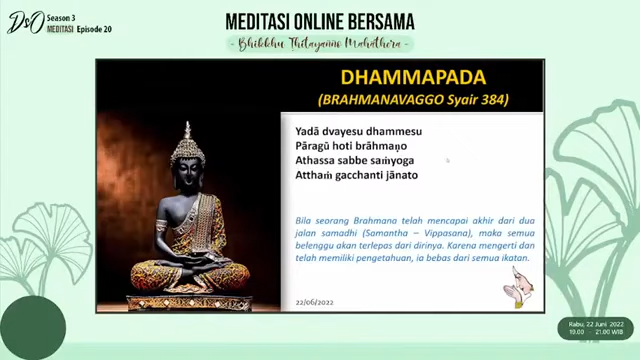 DsO Season 3
MEDITASI Episode 20
MEDITASI ONLINE BERSAMA
- Bhikkhu Thitayanno Mahathera -
DHAMMAPADA
(BRAHMANAVAGGO Syair 384)
Yadā dvayesu dhammesu
Pāragū hoti brāhmaṇo
Athassa sabbe saṁyoga
Atthaṁ gacchanti jānato
Bila seorang Brahmana telah mencapai akhir dari dua
jalan samadhi (Samantha – Vippasana), maka semua
belenggu akan terlepas dari dirinya. Karena mengerti dan
telah memiliki pengetahuan, ia bebas dari semua ikatan.
22/06/2022
Rabu, 22 Juni 2022
19.00 - 21.00 WIB